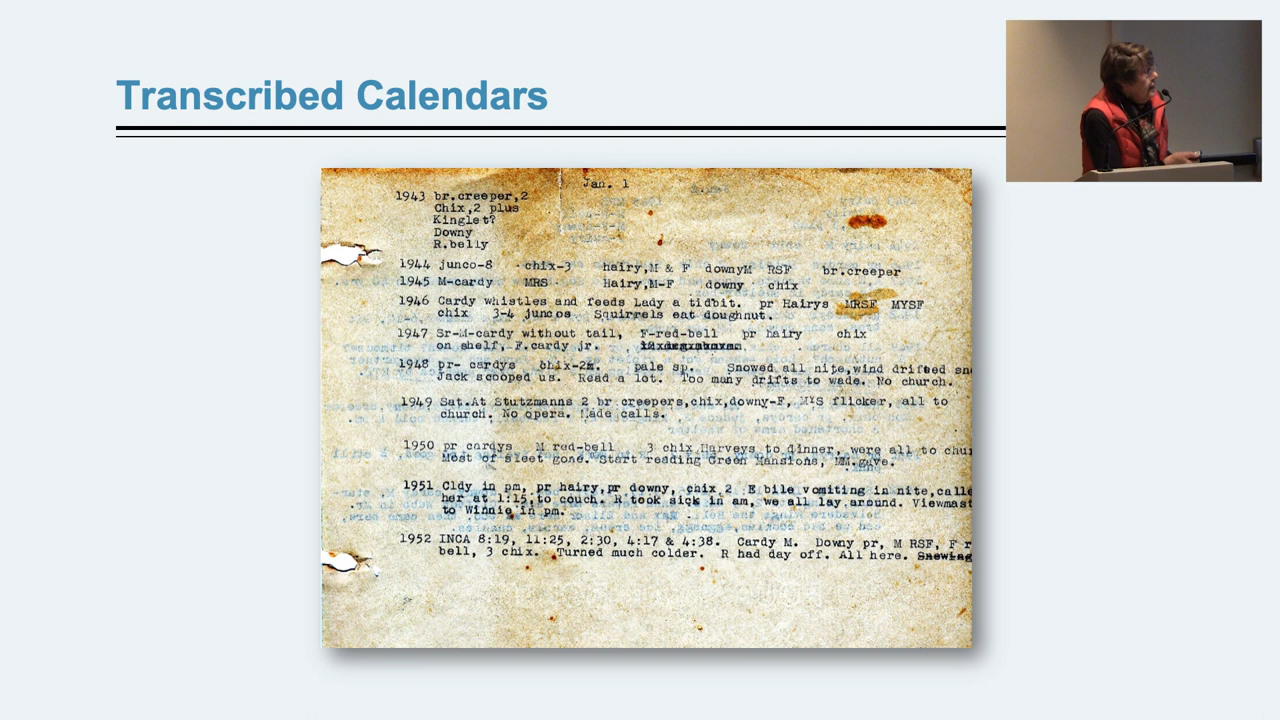 Transcribed Calendars
Jan. 1
1943 br.creeper,2
Chix,2 plus
Kinglet?
Downy
R.belly
1944 junco-8 chix-3 hairy,M & F downyM RSF br.creeper
1945 M-cardy MRS Hairy,M-F downy chix
1946 Cardy whistles and feeds Lady a tidbit. pr Hairys MRSF MYSF
chix 3-4 juncos Squirrels eat doughnut.
1947 Sr-M-cardy without tail, F-red-bell pr hairy chix
on shelf, F.cardy jr.
1948 pr- cardys chix-2 pale sp. Snowed all nite,wind drifted
Jack scooped us. Read a lot. Too many drifts to wade. No church.
1949 Sat.At Stutzmanns 2 br creepers,chix,downy-F, MYS flicker, all to
church. No opera. Made calls.
1950 pr cardys M red-bell 3 chix Harveys to dinner, were all to
Most of sleet gone. Start reading Green Mansions, MM.gave.
1951 Cldy in pm, pr hairy,pr downy, chix 2 E bile vomiting in nite,
her at 1:15 to couch. R took sick in am, we all lay around.
to Winnie in pm.
1952 INCA 8:19, 11:25, 2:30, 4:17 & 4:38. Cardy M. Downy pr, M RSF, F
bell, 3 chix. Turned much colder. R had day off. All here. Snowing